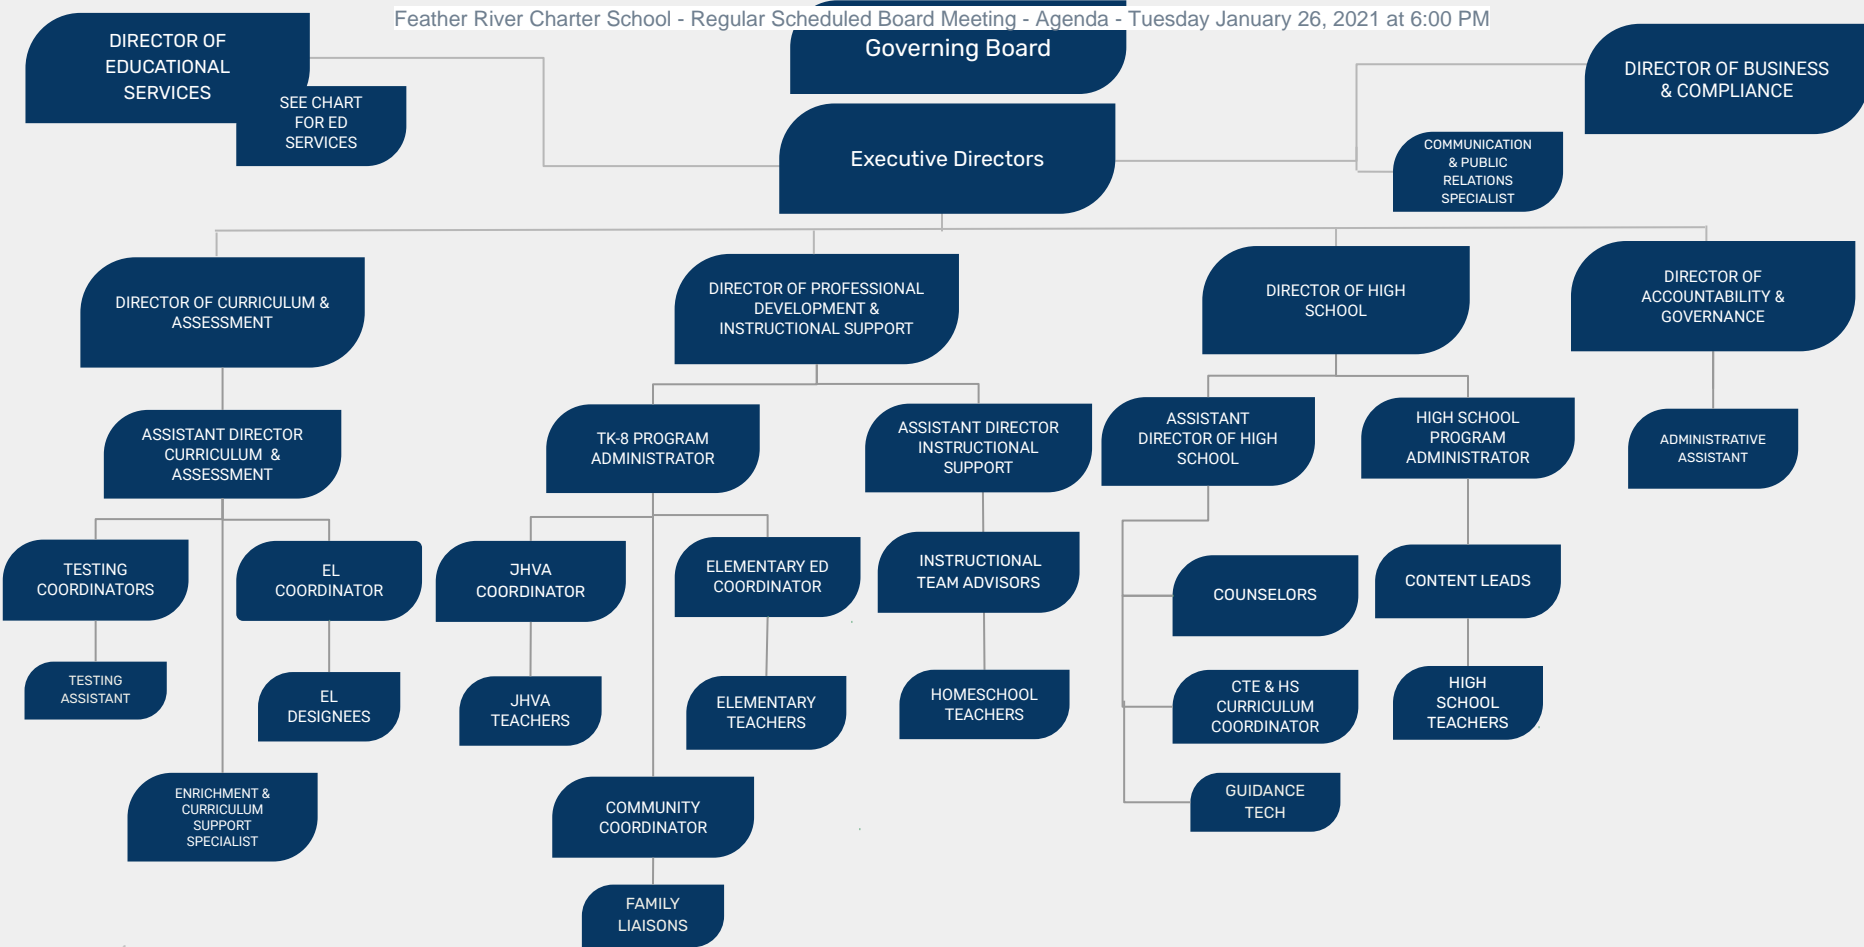 Feather River Charter School - Regular Scheduled Board Meeting - Agenda - Tuesday January 26, 2021 at 6:00 PM
DIRECTOR OF
EDUCATIONAL
SERVICES
SEE CHART
FOR ED
SERVICES
Governing Board
Executive Directors
DIRECTOR OF BUSINESS
& COMPLIANCE
COMMUNICATION
& PUBLIC
RELATIONS
SPECIALIST
DIRECTOR OF CURRICULUM &
ASSESSMENT
DIRECTOR OF PROFESSIONAL
DEVELOPMENT &
INSTRUCTIONAL SUPPORT
DIRECTOR OF HIGH
SCHOOL
DIRECTOR OF
ACCOUNTABILITY &
GOVERNANCE
ASSISTANT DIRECTOR
CURRICULUM &
ASSESSMENT
TK-8 PROGRAM
ADMINISTRATOR
ASSISTANT DIRECTOR
INSTRUCTIONAL
SUPPORT
ASSISTANT
DIRECTOR OF HIGH
SCHOOL
HIGH SCHOOL
PROGRAM
ADMINISTRATOR
ADMINISTRATIVE
ASSISTANT
TESTING
COORDINATORS
EL
COORDINATOR
JHVA
COORDINATOR
ELEMENTARY ED
COORDINATOR
INSTRUCTIONAL
TEAM ADVISORS
COUNSELORS
CONTENT LEADS
TESTING
ASSISTANT
EL
DESIGNEES
JHVA
TEACHERS
ELEMENTARY
TEACHERS
HOMESCHOOL
TEACHERS
CTE & HS
CURRICULUM
COORDINATOR
HIGH
SCHOOL
TEACHERS
ENRICHMENT &
CURRICULUM
SUPPORT
SPECIALIST
COMMUNITY
COORDINATOR
GUIDANCE
TECH
FAMILY
LIAISONS